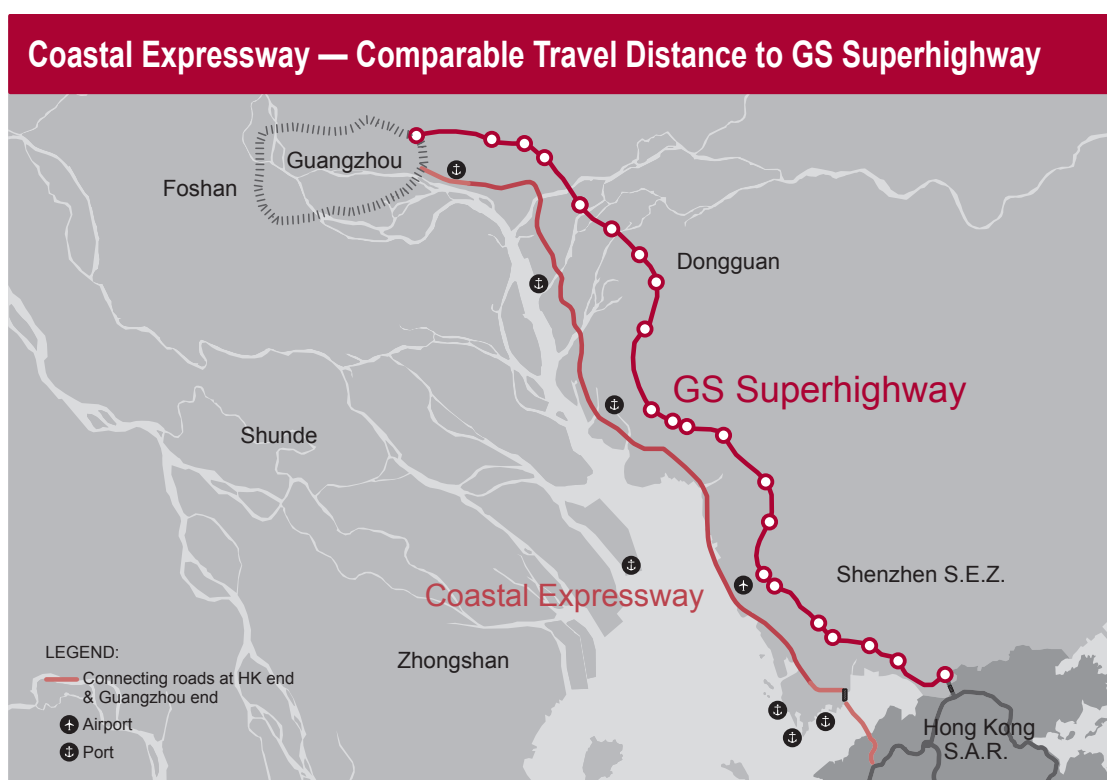 Coastal Expressway — Comparable Travel Distance to GS Superhighway
Guangzhou
Foshan
Dongguan
GS Superhighway
Shunde
Shenzhen S.E.Z.
Coastal Expressway
Zhongshan
LEGEND:
Connecting roads at HK end
& Guangzhou end
Airport
Port
Hong Kong
S.A.R.